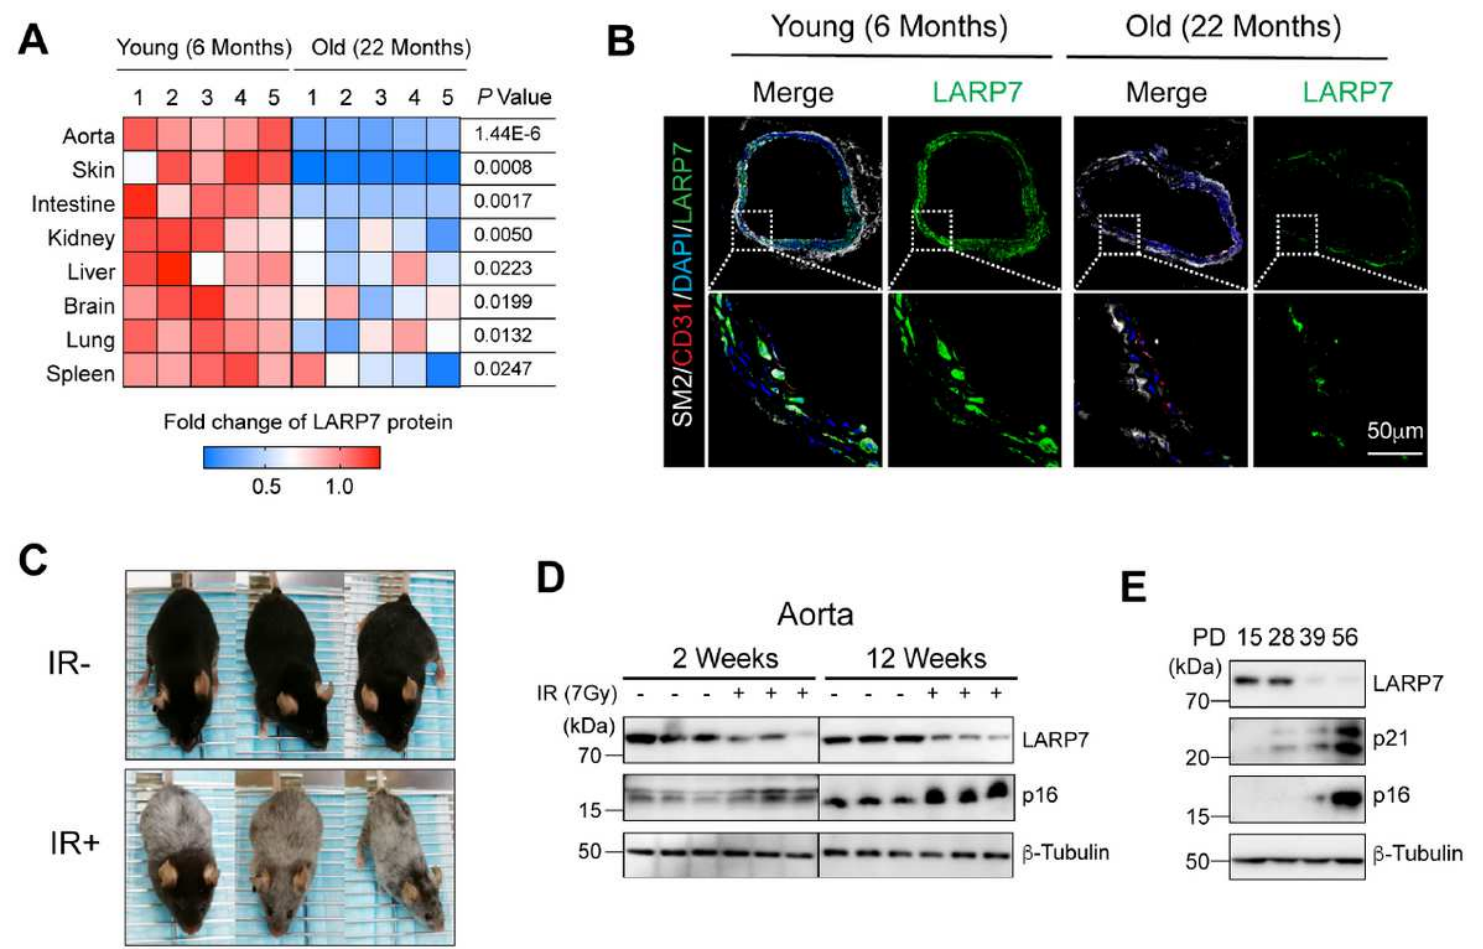 A
Young (6 Months) Old (22 Months)
1 2 3 4 5 1 2 3 4 5 P Value
Aorta 1.44E-6
Skin 0.0008
Intestine 0.0017
Kidney 0.0050
Liver 0.0223
Brain 0.0199
Lung 0.0132
Spleen 0.0247
Fold change of LARP7 protein
0.5 1.0
B
Young (6 Months) Old (22 Months)
Merge LARP7 Merge LARP7
SM2/CD31/DAPI/LARP7
50μm
C
IR-
IR+
D
Aorta
2 Weeks 12 Weeks
IR (7Gy) - - - + + + - - - + + +
(kDa)
70 LARP7
15 p16
50 β-Tubulin
E
PD 15 28 39 56
(kDa)
70 LARP7
20 p21
15 p16
50 β-Tubulin